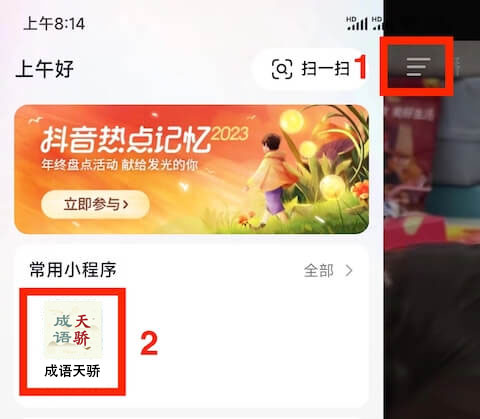 上午8:14
HD HD
上午好
扫一扫
1
抖音热点记忆2023
年终盘点活动 献给发光的你
立即参与>
常用小程序
全部 >
成语
天骄
成语天骄
2